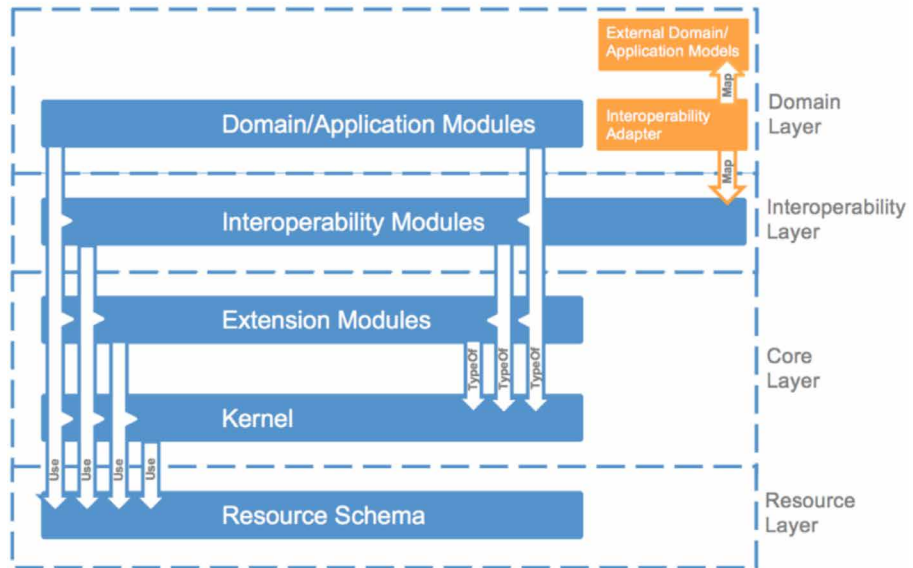 External Domain/
Application Models
Map
Interoperability
Adapter
Map
Domain
Layer
Domain/Application Modules
Interoperability Modules
Interoperability
Layer
Extension Modules
TypeOf
TypeOf
TypeOf
Core
Layer
Kernel
Use
Use
Use
Use
Resource Schema
Resource
Layer